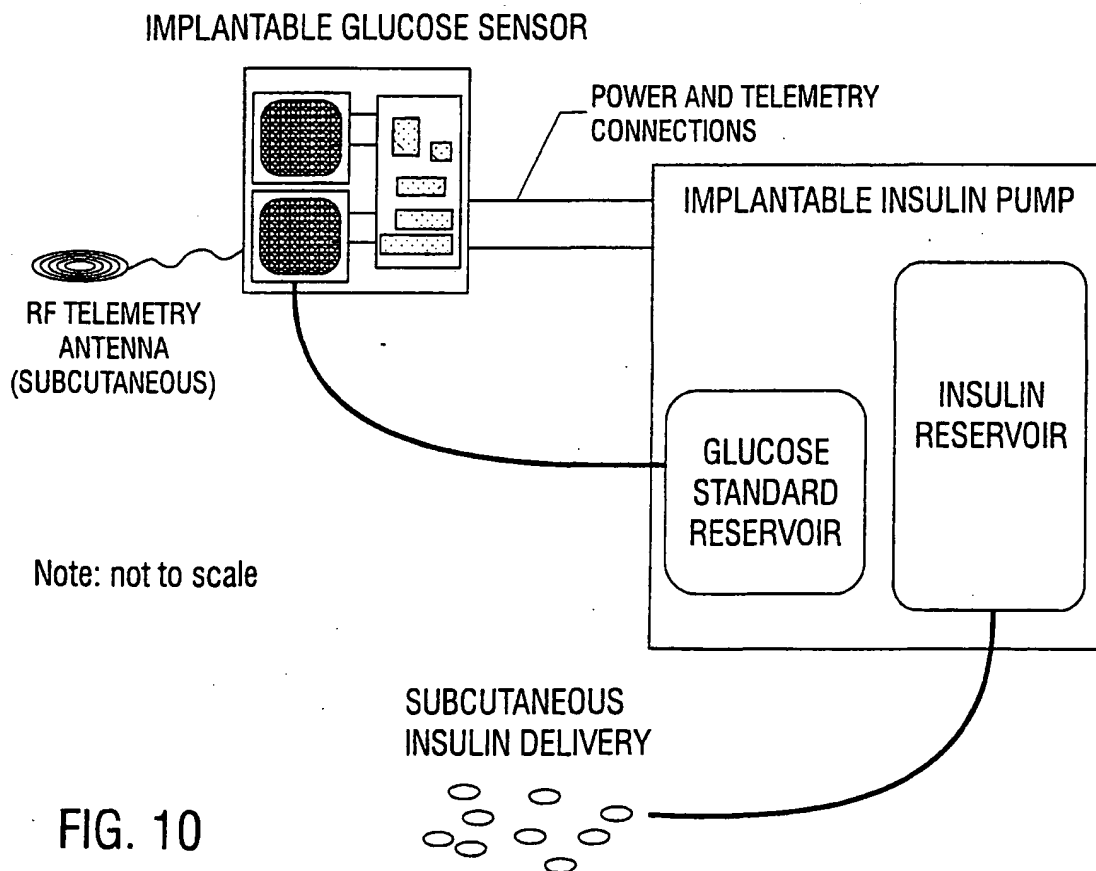 IMPLANTABLE GLUCOSE SENSOR
POWER AND TELEMETRY
CONNECTIONS
IMPLANTABLE INSULIN PUMP
RF TELEMETRY
ANTENNA
(SUBCUTANEOUS)
INSULIN
RESERVOIR
GLUCOSE
STANDARD
RESERVOIR
Note: not to scale
SUBCUTANEOUS
INSULIN DELIVERY
FIG. 10